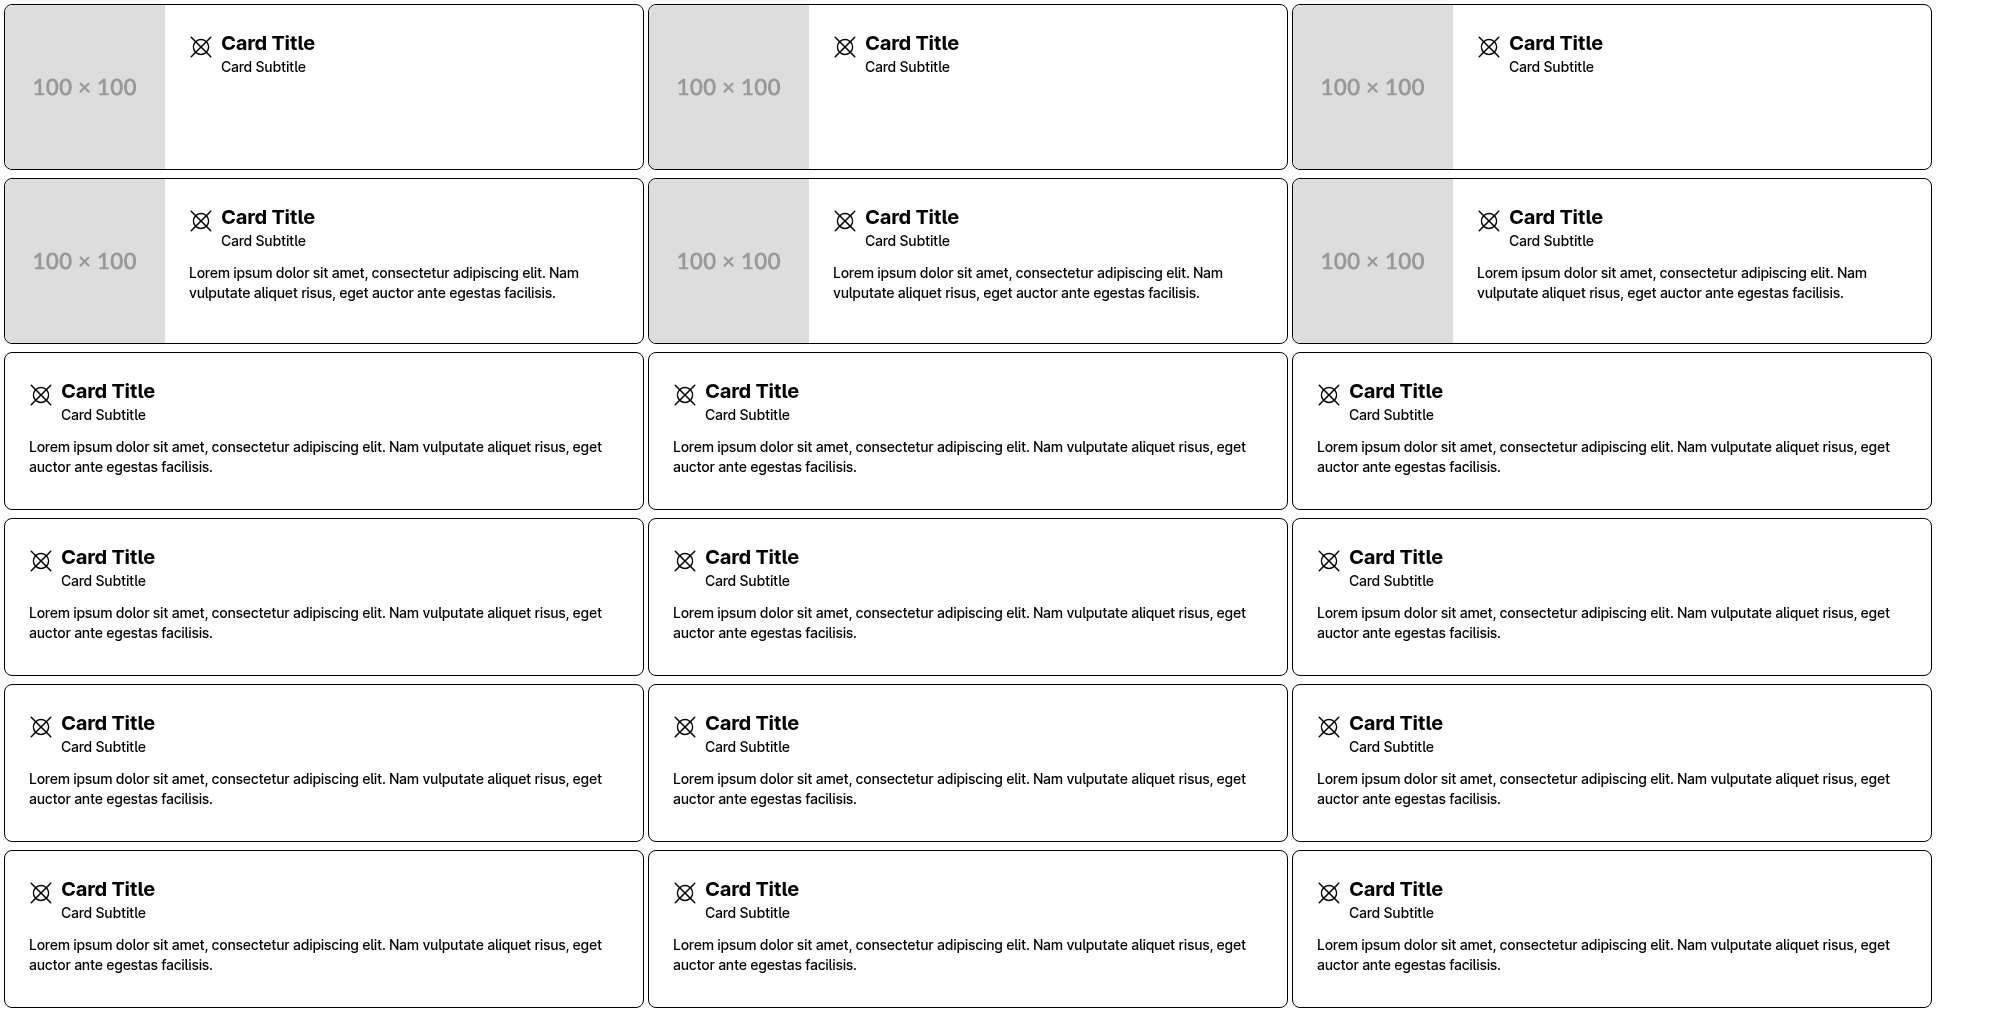 100 × 100
Card Title
Card Subtitle
100 × 100
Card Title
Card Subtitle
100 × 100
Card Title
Card Subtitle
100 × 100
Card Title
Card Subtitle
Lorem ipsum dolor sit amet, consectetur adipiscing elit. Nam
vulputate aliquet risus, eget auctor ante egestas facilisis.
100 × 100
Card Title
Card Subtitle
Lorem ipsum dolor sit amet, consectetur adipiscing elit. Nam
vulputate aliquet risus, eget auctor ante egestas facilisis.
100 × 100
Card Title
Card Subtitle
Lorem ipsum dolor sit amet, consectetur adipiscing elit. Nam
vulputate aliquet risus, eget auctor ante egestas facilisis.
Card Title
Card Subtitle
Lorem ipsum dolor sit amet, consectetur adipiscing elit. Nam vulputate aliquet risus, eget
auctor ante egestas facilisis.
Card Title
Card Subtitle
Lorem ipsum dolor sit amet, consectetur adipiscing elit. Nam vulputate aliquet risus, eget
auctor ante egestas facilisis.
Card Title
Card Subtitle
Lorem ipsum dolor sit amet, consectetur adipiscing elit. Nam vulputate aliquet risus, eget
auctor ante egestas facilisis.
Card Title
Card Subtitle
Lorem ipsum dolor sit amet, consectetur adipiscing elit. Nam vulputate aliquet risus, eget
auctor ante egestas facilisis.
Card Title
Card Subtitle
Lorem ipsum dolor sit amet, consectetur adipiscing elit. Nam vulputate aliquet risus, eget
auctor ante egestas facilisis.
Card Title
Card Subtitle
Lorem ipsum dolor sit amet, consectetur adipiscing elit. Nam vulputate aliquet risus, eget
auctor ante egestas facilisis.
Card Title
Card Subtitle
Lorem ipsum dolor sit amet, consectetur adipiscing elit. Nam vulputate aliquet risus, eget
auctor ante egestas facilisis.
Card Title
Card Subtitle
Lorem ipsum dolor sit amet, consectetur adipiscing elit. Nam vulputate aliquet risus, eget
auctor ante egestas facilisis.
Card Title
Card Subtitle
Lorem ipsum dolor sit amet, consectetur adipiscing elit. Nam vulputate aliquet risus, eget
auctor ante egestas facilisis.
Card Title
Card Subtitle
Lorem ipsum dolor sit amet, consectetur adipiscing elit. Nam vulputate aliquet risus, eget
auctor ante egestas facilisis.
Card Title
Card Subtitle
Lorem ipsum dolor sit amet, consectetur adipiscing elit. Nam vulputate aliquet risus, eget
auctor ante egestas facilisis.
Card Title
Card Subtitle
Lorem ipsum dolor sit amet, consectetur adipiscing elit. Nam vulputate aliquet risus, eget
auctor ante egestas facilisis.